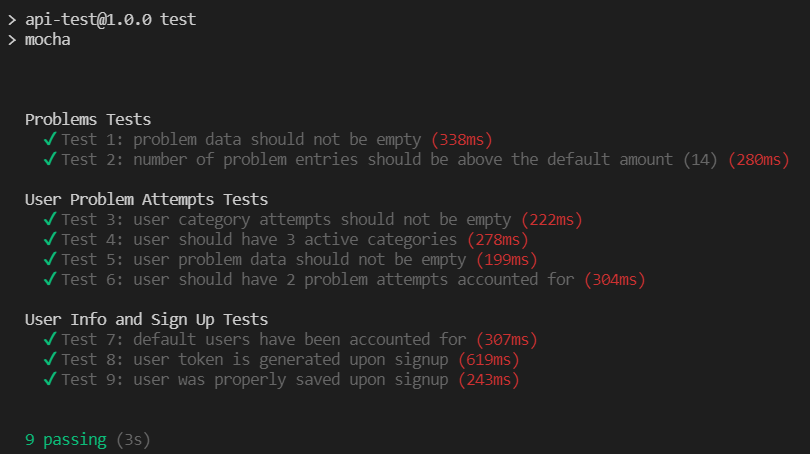 > api-test@1.0.0 test
> mocha
Problems Tests
✓ Test 1: problem data should not be empty (338ms)
✓ Test 2: number of problem entries should be above the default amount (14) (280ms)
User Problem Attempts Tests
✓ Test 3: user category attempts should not be empty (222ms)
✓ Test 4: user should have 3 active categories (278ms)
✓ Test 5: user problem data should not be empty (199ms)
✓ Test 6: user should have 2 problem attempts accounted for (304ms)
User Info and Sign Up Tests
✓ Test 7: default users have been accounted for (307ms)
✓ Test 8: user token is generated upon signup (619ms)
✓ Test 9: user was properly saved upon signup (243ms)
9 passing (3s)